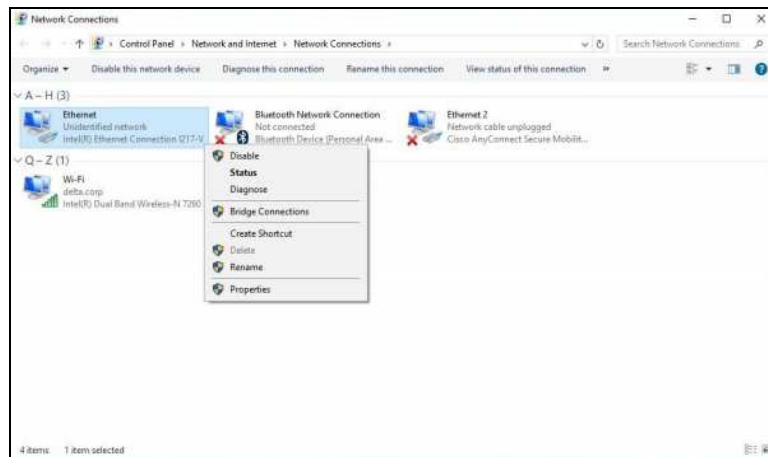 Network Connections
Control Panel › Network and Internet › Network Connections ›
Search Network Connections
Organize
Disable this network device
Diagnose this connection
Rename this connection
View status of this connection
»
A – H (3)
Ethernet
Unidentified network
Intel(R) Ethernet Connection I217-V
Bluetooth Network Connection
Not connected
Bluetooth Device (Personal Area ...
Ethernet 2
Network cable unplugged
Cisco AnyConnect Secure Mobilit...
Q – Z (1)
Wi-Fi
delta.corp
Intel(R) Dual Band Wireless-N 7260
Disable
Status
Diagnose
Bridge Connections
Create Shortcut
Delete
Rename
Properties
4 items
1 item selected